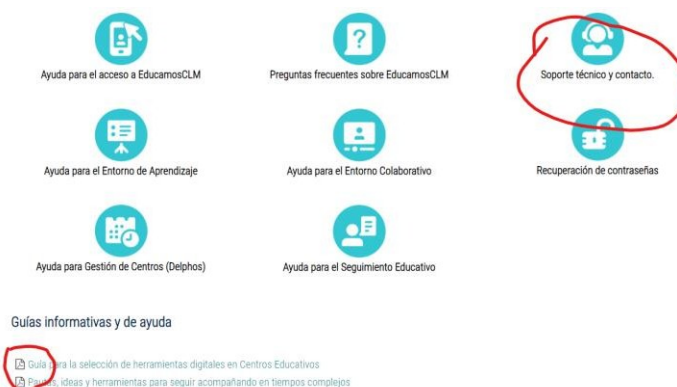 Ayuda para el acceso a EducamosCLM
Preguntas frecuentes sobre EducamosCLM
Soporte técnico y contacto.
Ayuda para el Entorno de Aprendizaje
Ayuda para el Entorno Colaborativo
Recuperación de contraseñas
Ayuda para Gestión de Centros (Delphos)
Ayuda para el Seguimiento Educativo
Guías informativas y de ayuda
Guía para la selección de herramientas digitales en Centros Educativos
Pautas, ideas y herramientas para seguir acompañando en tiempos complejos